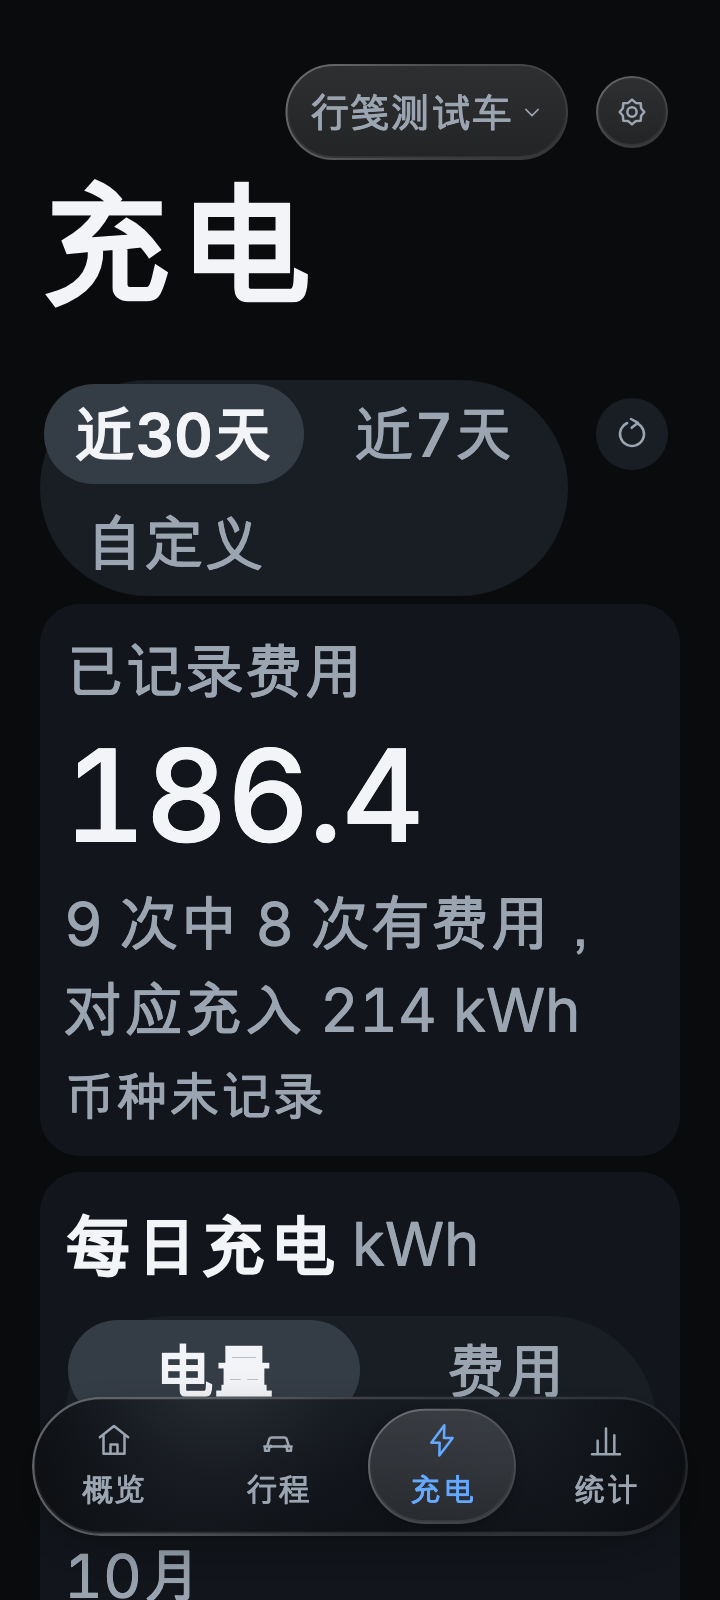 行笺测试车
充电
近30天
近7天
自定义
已记录费用
186.4
9 次中 8 次有费用，
对应充入 214 kWh
币种未记录
每日充电 kWh
电量
费用
概览
行程
充电
统计
10月